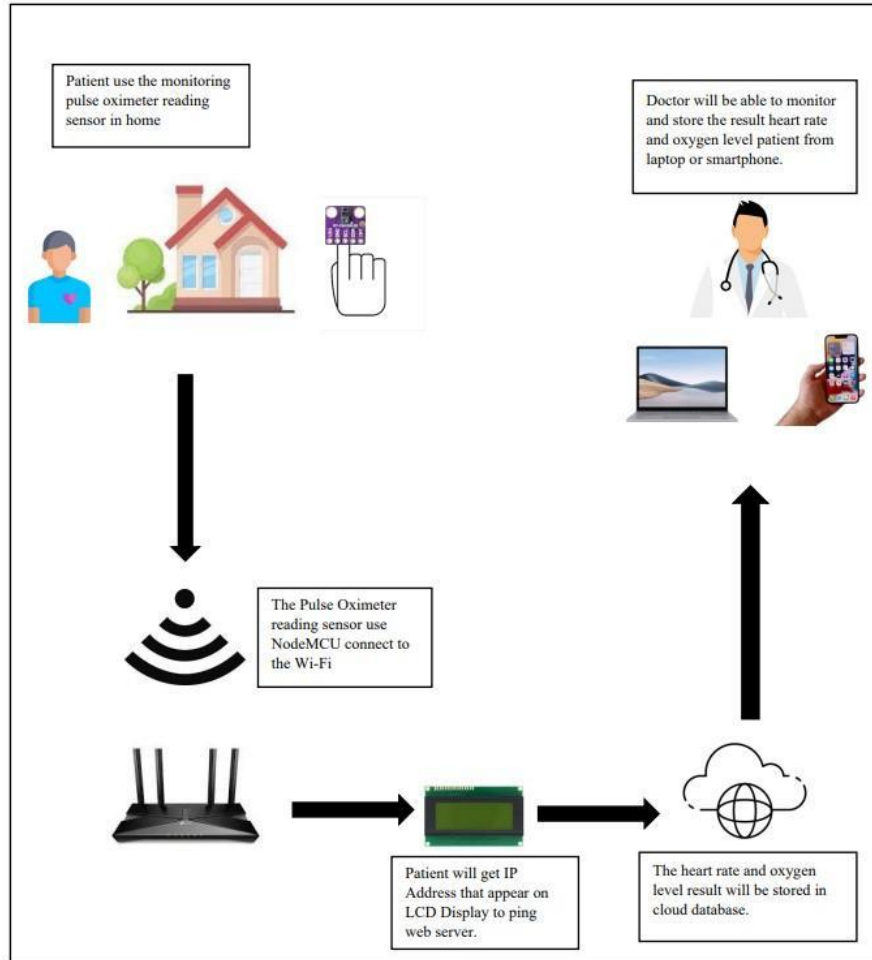 Patient use the monitoring
pulse oximeter reading
sensor in home
Doctor will be able to monitor
and store the result heart rate
and oxygen level patient from
laptop or smartphone.
The Pulse Oximeter
reading sensor use
NodeMCU connect to
the Wi-Fi
Patient will get IP
Address that appear on
LCD Display to ping
web server.
The heart rate and oxygen
level result will be stored in
cloud database.